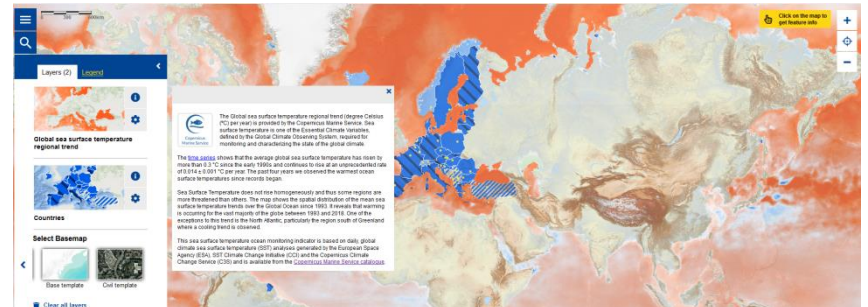 Click on the map to
get feature info
Layers (2) Legend
The Global sea surface temperature regional trend (degree Celsius
(°C) per year) is provided by the Copernicus Marine Service. Sea
surface temperature is one of the Essential Climate Variables,
defined by the Global Climate Observing System, required for
monitoring and characterizing the state of the global climate.
Copernicus
Marine Service
Global sea surface temperature
regional trend
The time series shows that the average global sea surface temperature has risen by
more than 0.3 °C since the early 1990s and continues to rise at an unprecedented rate
of 0.014 ± 0.001 °C per year. The past four years we observed the warmest ocean
surface temperatures since records began.
Sea Surface Temperature does not rise homogeneously and thus some regions are
more threatened than others. The map shows the spatial distribution of the mean sea
surface temperature trends over the Global Ocean since 1993. It reveals that warming
is occurring for the vast majority of the globe between 1993 and 2018. One of the
exceptions to this trend is the North Atlantic, particularly the region south of Greenland
where a cooling trend is observed.
Countries
This sea surface temperature ocean monitoring indicator is based on daily, global
climate sea surface temperature (SST) analyses generated by the European Space
Agency (ESA), SST Climate Change Initiative (CCI) and the Copernicus Climate
Change Service (C3S) and is available from the Copernicus Marine Service catalogue.
Select Basemap
Base template
Civil template
Clear all layers